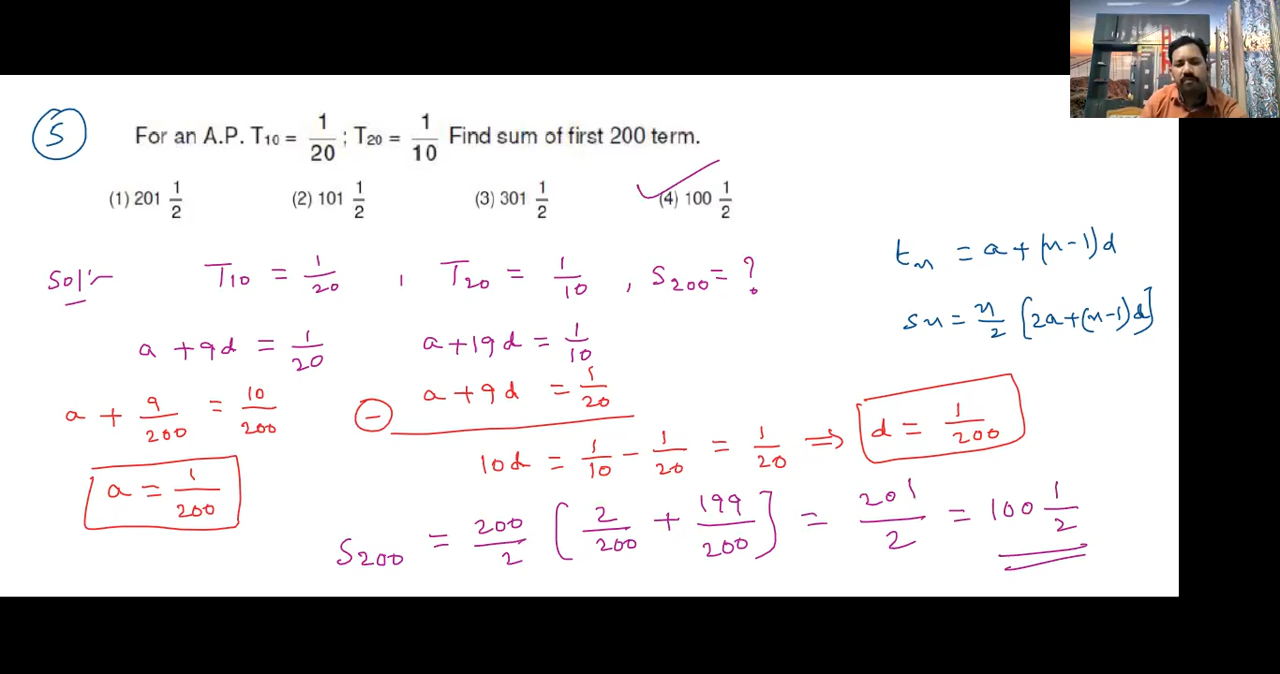 5
For an A.P. T₁₀ = 1/20 ; T₂₀ = 1/10 Find sum of first 200 term.
(1) 201 1/2 (2) 101 1/2 (3) 301 1/2 (4) 100 1/2
Solⁿ:- T₁₀ = 1/20 , T₂₀ = 1/10 , S₂₀₀ = ?
tn = a + (n-1)d
Sn = n/2 [2a+(n-1)d]
a + 9d = 1/20
a + 9/200 = 10/200
a = 1/200
a + 19d = 1/10
− a + 9d = 1/20
10d = 1/10 − 1/20 = 1/20 ⇒ d = 1/200
S₂₀₀ = 200/2 [2/200 + 199/200] = 201/2 = 100 1/2